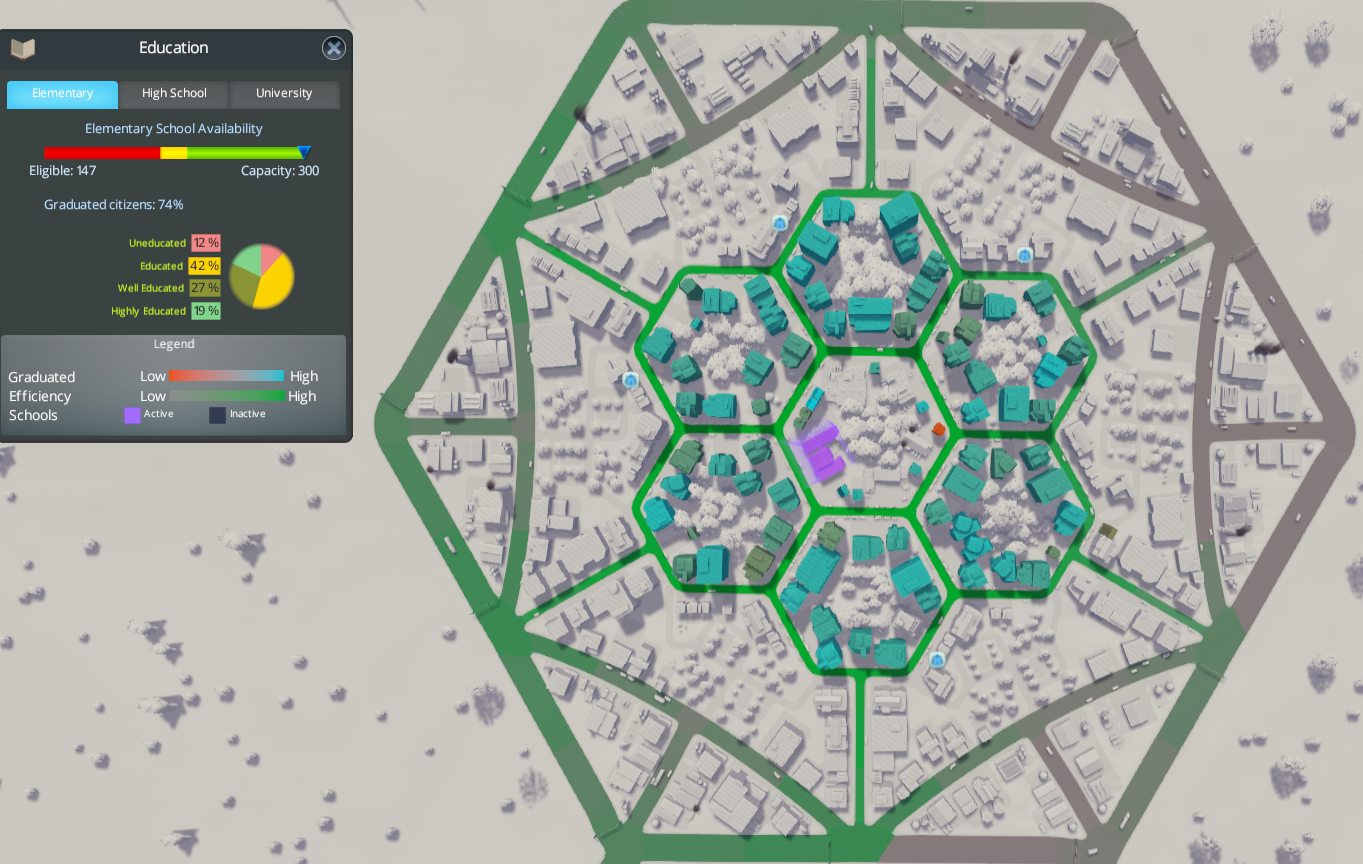 Education
Elementary High School University
Elementary School Availability
Eligible: 147 Capacity: 300
Graduated citizens: 74%
Uneducated 12 %
Educated 42 %
Well Educated 27 %
Highly Educated 19 %
Legend
Graduated Low High
Efficiency Low High
Schools Active Inactive